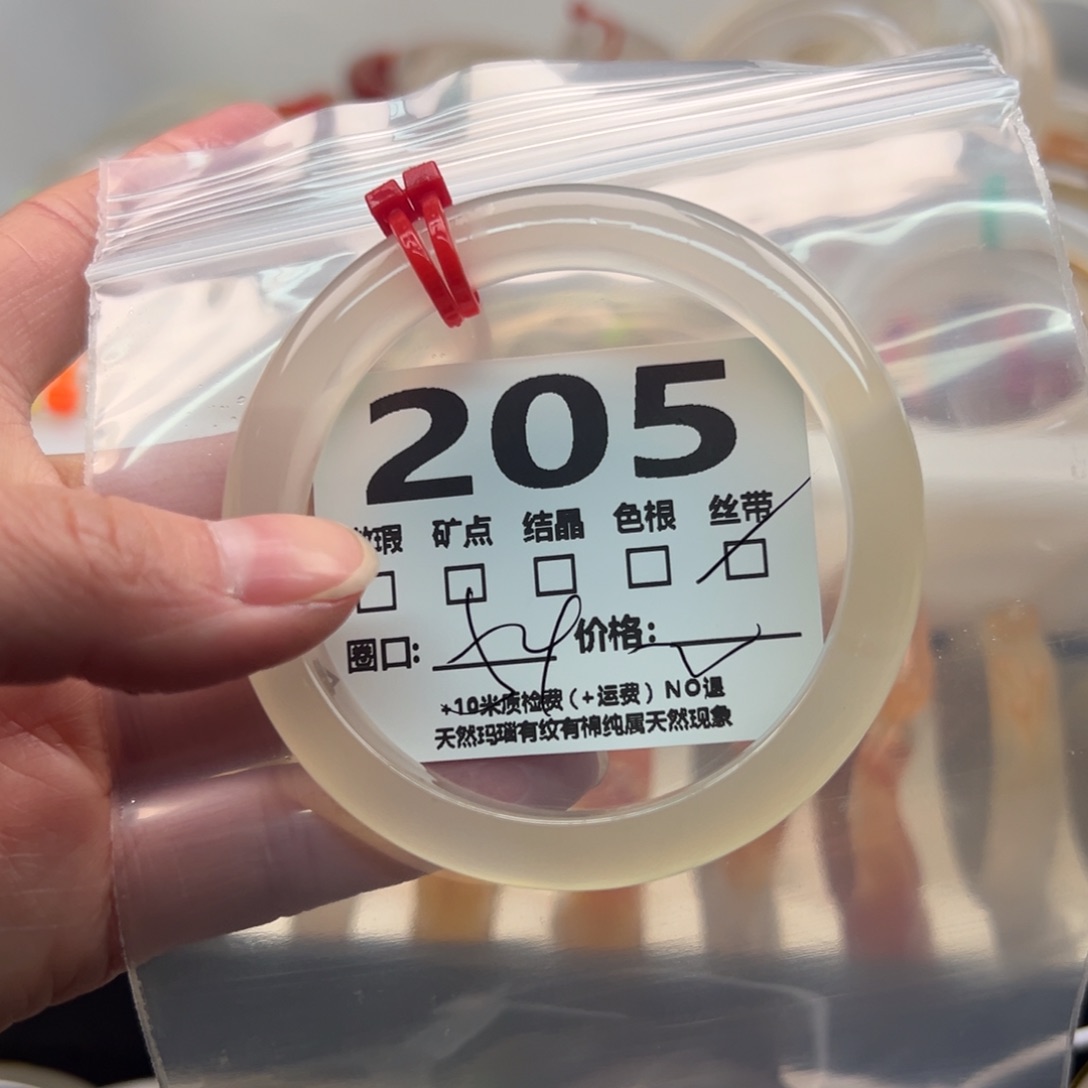 205
瑕 矿点 结晶 色根 丝带
圈口: 价格:
*10米质检费(+运费) NO退
天然玛瑙有纹有棉纯属天然现象